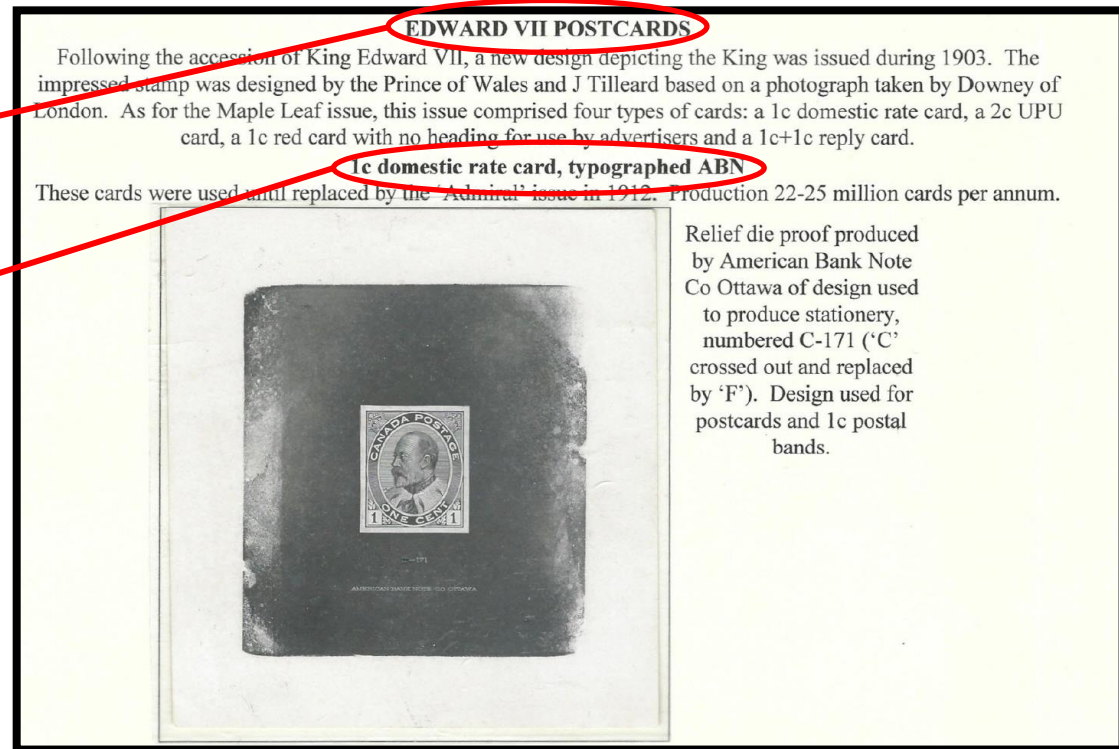 EDWARD VII POSTCARDS
Following the accession of King Edward VII, a new design depicting the King was issued during 1903. The
impressed stamp was designed by the Prince of Wales and J Tilleard based on a photograph taken by Downey of
London. As for the Maple Leaf issue, this issue comprised four types of cards: a 1c domestic rate card, a 2c UPU
card, a 1c red card with no heading for use by advertisers and a 1c+1c reply card.
1c domestic rate card, typographed ABN
These cards were used until replaced by the ‘Admiral’ issue in 1912. Production 22-25 million cards per annum.
Relief die proof produced
by American Bank Note
Co Ottawa of design used
to produce stationery,
numbered C-171 (‘C’
crossed out and replaced
by ‘F’). Design used for
postcards and 1c postal
bands.
CANADA POSTAGE
ONE CENT
1 1
-171
AMERICAN BANK NOTE CO OTTAWA